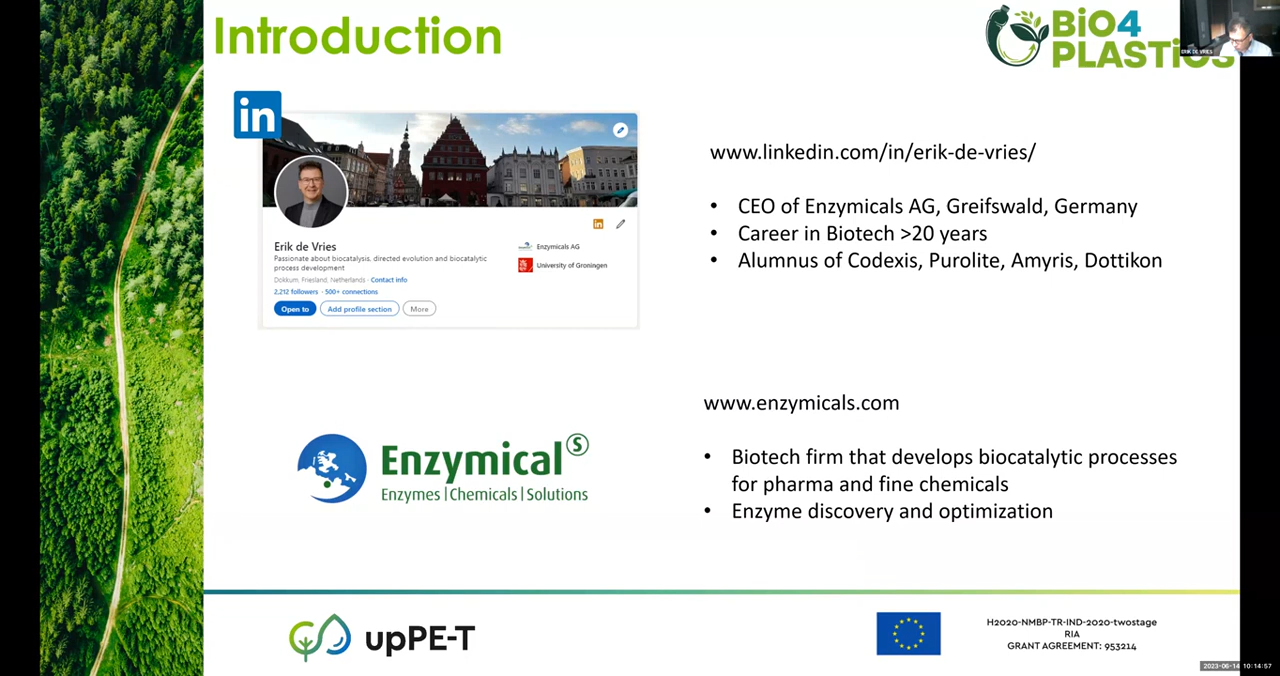 Introduction
BiO4
PLASTiCS
ERIK DE VRIES
in
www.linkedin.com/in/erik-de-vries/
• CEO of Enzymicals AG, Greifswald, Germany
• Career in Biotech >20 years
• Alumnus of Codexis, Purolite, Amyris, Dottikon
in
Erik de Vries
Passionate about biocatalysis, directed evolution and biocatalytic
process development
Dokkum, Friesland, Netherlands · Contact info
2,212 followers · 500+ connections
Open to
Add profile section
More
Enzymicals AG
University of Groningen
www.enzymicals.com
• Biotech firm that develops biocatalytic processes
for pharma and fine chemicals
• Enzyme discovery and optimization
Enzymical S
Enzymes | Chemicals | Solutions
upPE-T
H2020-NMBP-TR-IND-2020-twostage
RIA
GRANT AGREEMENT: 953214
2023-06-14 10:14:57